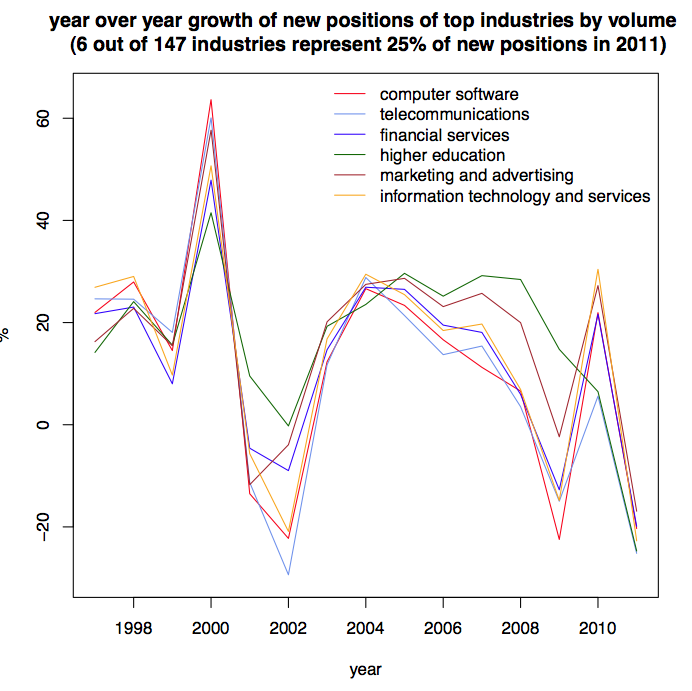 year over year growth of new positions of top industries by volume
(6 out of 147 industries represent 25% of new positions in 2011)
computer software
telecommunications
financial services
higher education
marketing and advertising
information technology and services
%
60
40
20
0
−20
1998 2000 2002 2004 2006 2008 2010
year